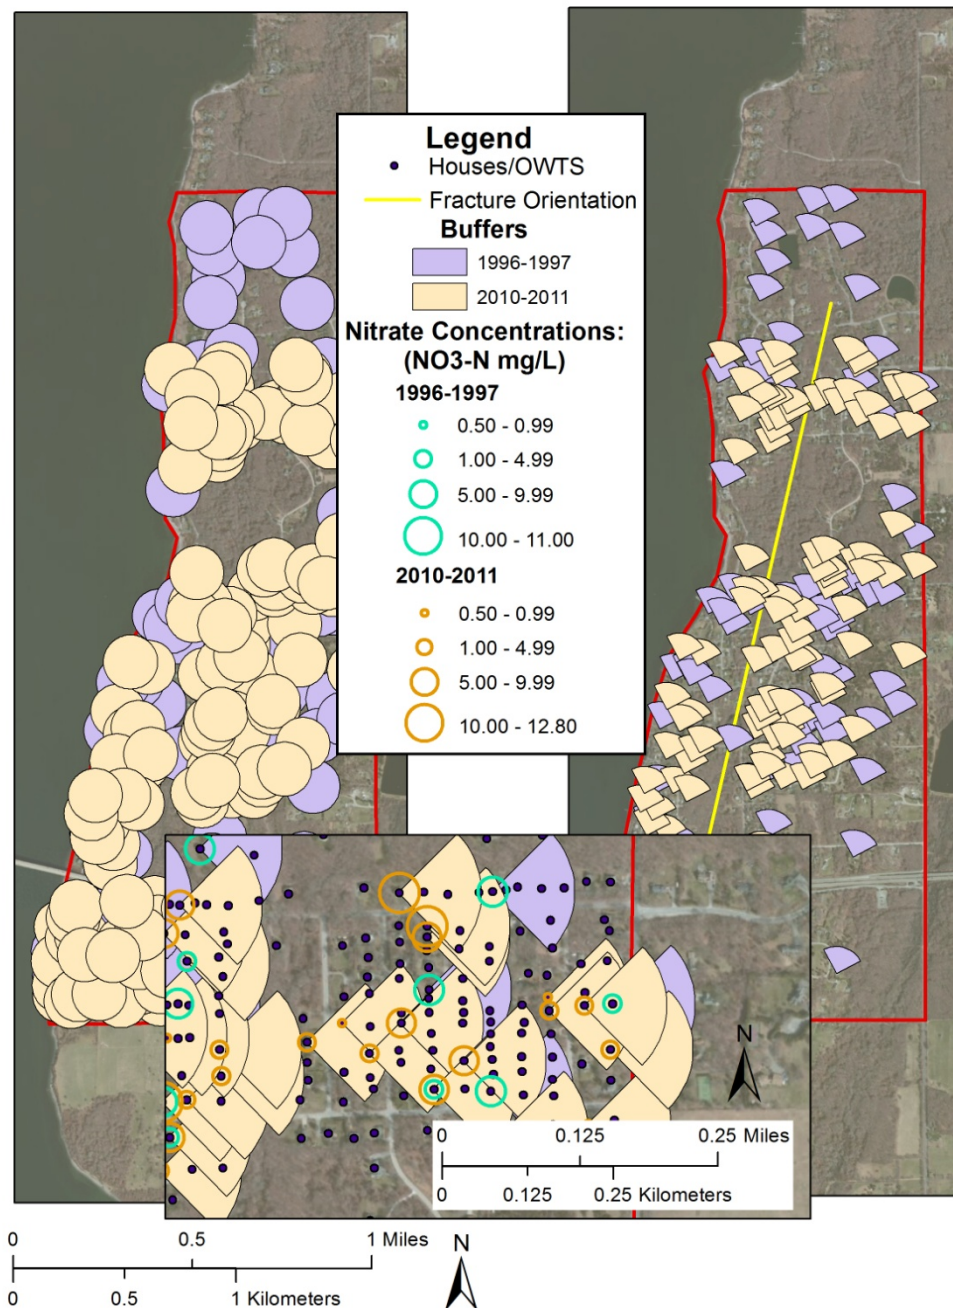 Legend
Houses/OWTS
Fracture Orientation
Buffers
1996-1997
2010-2011
Nitrate Concentrations:
(NO3-N mg/L)
1996-1997
0.50 - 0.99
1.00 - 4.99
5.00 - 9.99
10.00 - 11.00
2010-2011
0.50 - 0.99
1.00 - 4.99
5.00 - 9.99
10.00 - 12.80
N
0 0.125 0.25 Miles
0 0.125 0.25 Kilometers
0 0.5 1 Miles
N
0 0.5 1 Kilometers